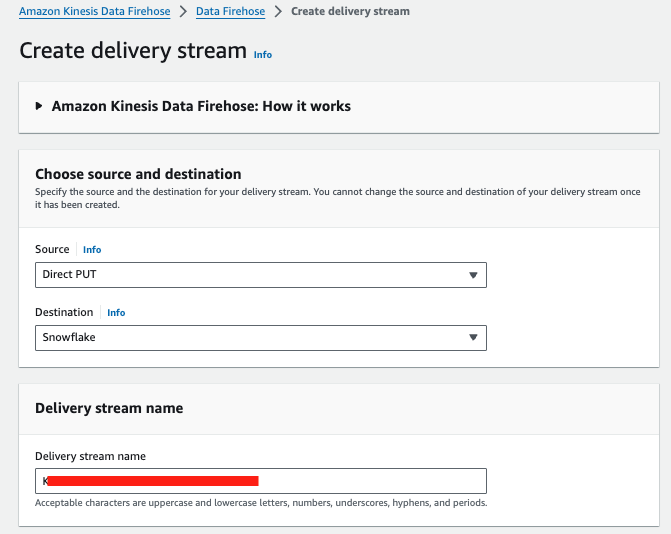 Amazon Kinesis Data Firehose > Data Firehose > Create delivery stream
Create delivery stream Info
Amazon Kinesis Data Firehose: How it works
Choose source and destination
Specify the source and the destination for your delivery stream. You cannot change the source and destination of your delivery stream once
it has been created.
Source Info
Direct PUT
Destination Info
Snowflake
Delivery stream name
Delivery stream name
K
Acceptable characters are uppercase and lowercase letters, numbers, underscores, hyphens, and periods.